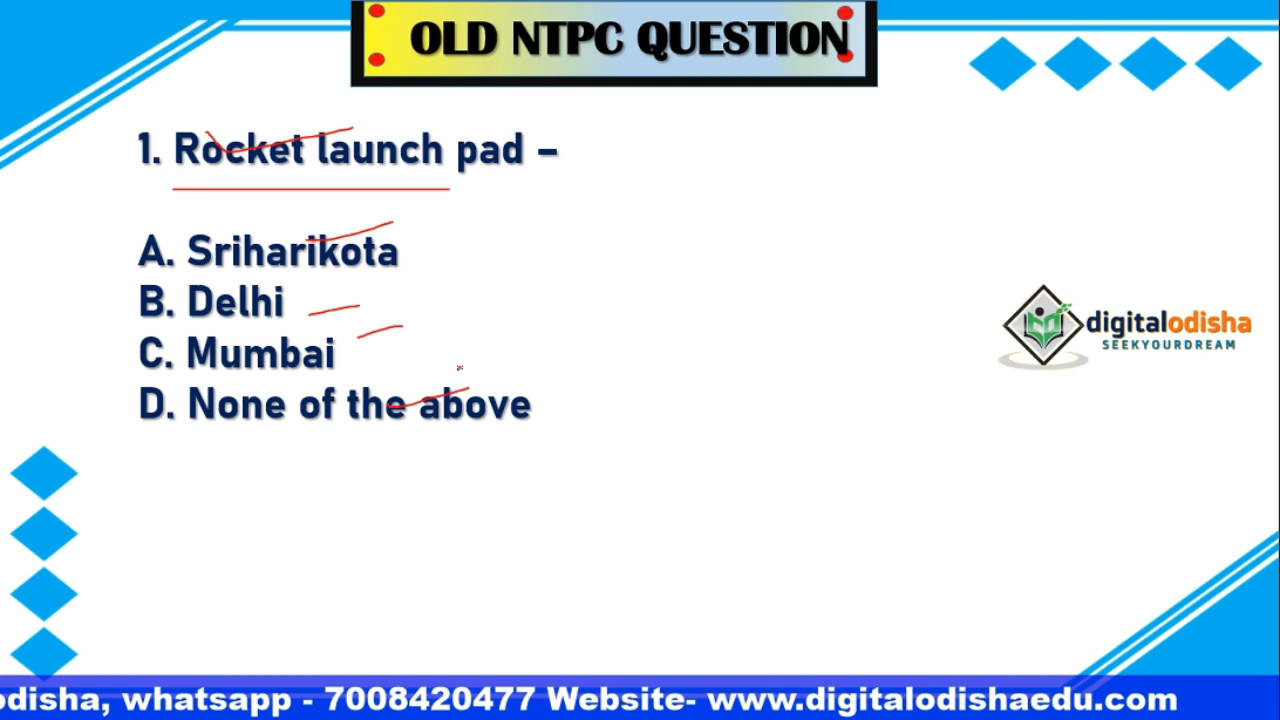 OLD NTPC QUESTION
1. Rocket launch pad –
A. Sriharikota
B. Delhi
C. Mumbai
D. None of the above
digitalodisha
SEEKYOURDREAM
odisha, whatsapp - 7008420477 Website- www.digitalodishaedu.com